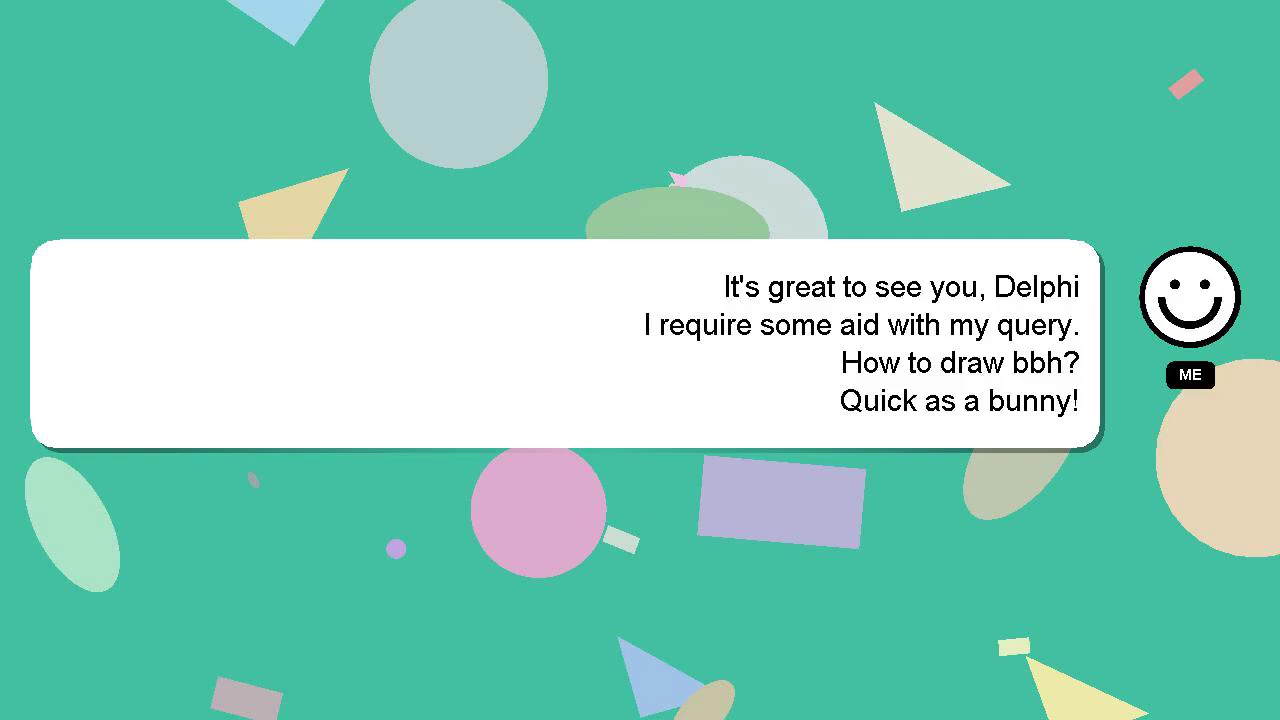 It's great to see you, Delphi
I require some aid with my query.
How to draw bbh?
Quick as a bunny!
ME